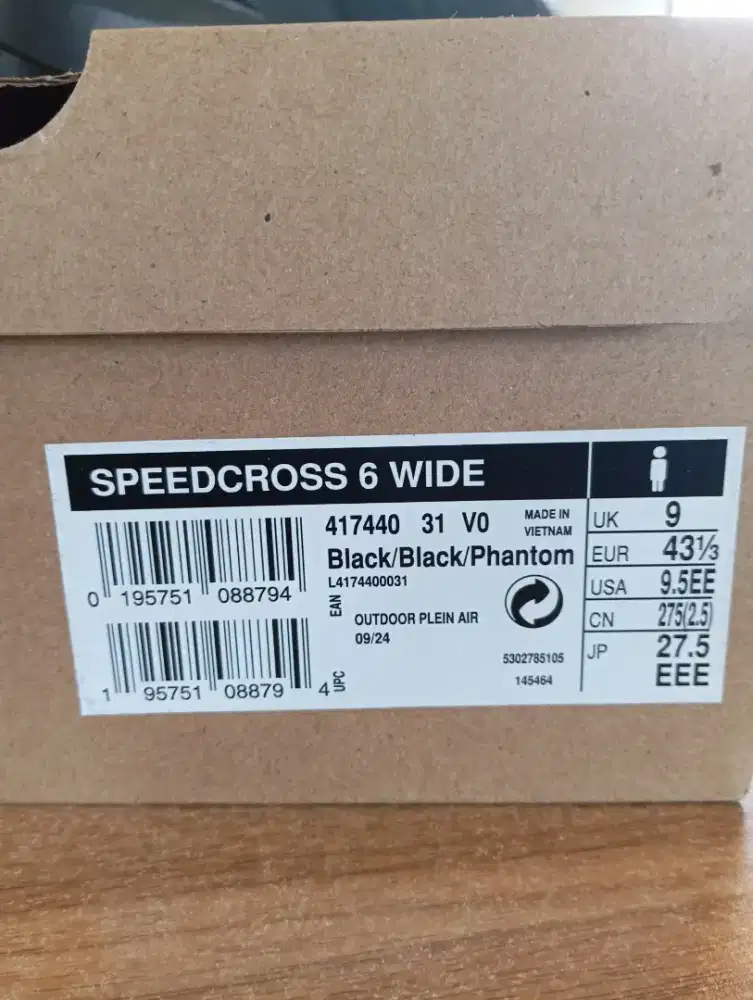 SPEEDCROSS 6 WIDE
417440 31 V0
MADE IN
VIETNAM
Black/Black/Phantom
L4174400031
0 195751 088794
EAN
OUTDOOR PLEIN AIR
09/24
5302785105
145464
1 95751 08879 4
UPC
UK 9
EUR 43⅓
USA 9.5EE
CN 275(2.5)
JP 27.5
EEE